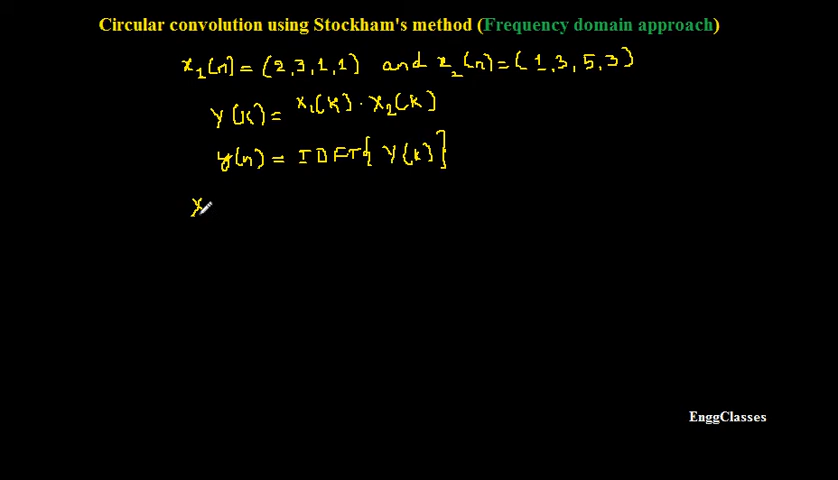 Circular convolution using Stockham's method (Frequency domain approach)
x₁[n] = (2,3,1,1) and x₂(n) = (1,3,5,3)
Y(K) = X₁(K) · X₂(K)
y(n) = IDFT{Y(K)}
X
EnggClasses